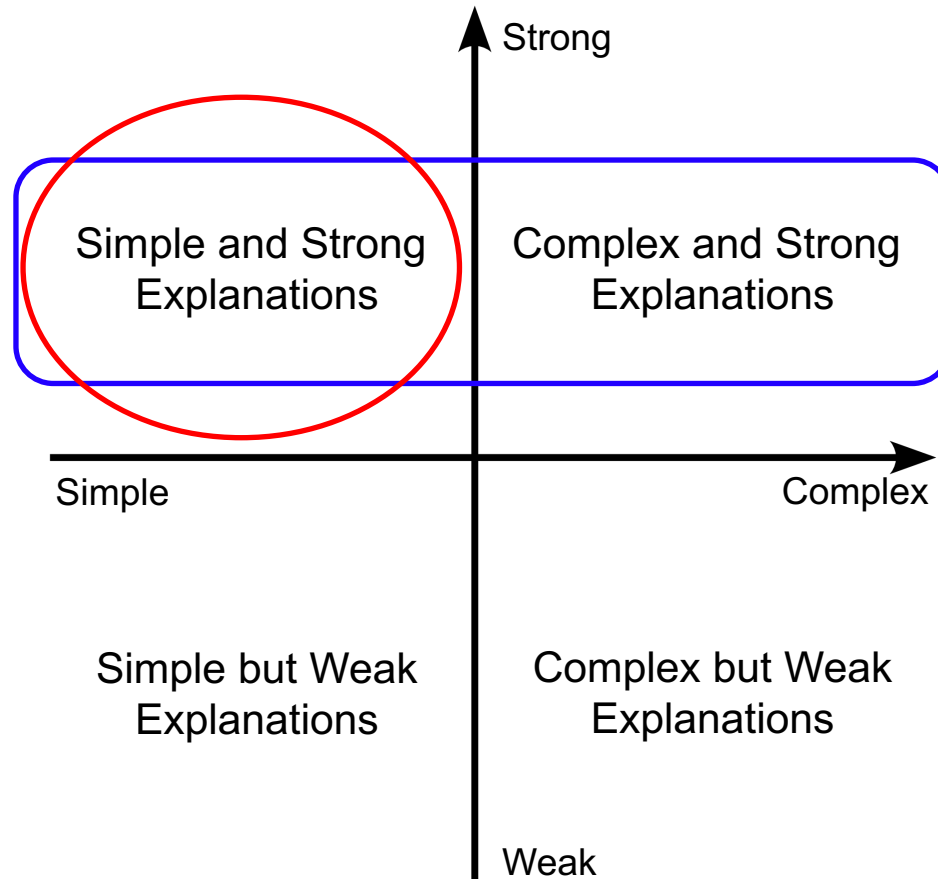 Strong
Simple and Strong
Explanations
Complex and Strong
Explanations
Simple
Complex
Simple but Weak
Explanations
Complex but Weak
Explanations
Weak